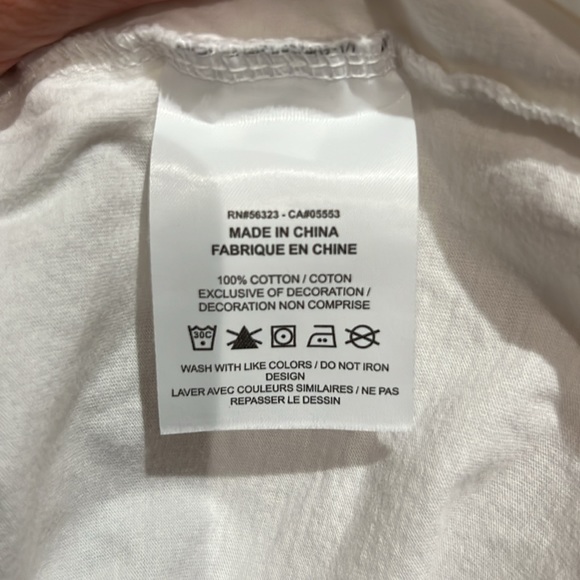 RN#56323 - CA#05553
MADE IN CHINA
FABRIQUE EN CHINE
100% COTTON / COTON
EXCLUSIVE OF DECORATION /
DECORATION NON COMPRISE
30C
WASH WITH LIKE COLORS / DO NOT IRON
DESIGN
LAVER AVEC COULEURS SIMILAIRES / NE PAS
REPASSER LE DESSIN